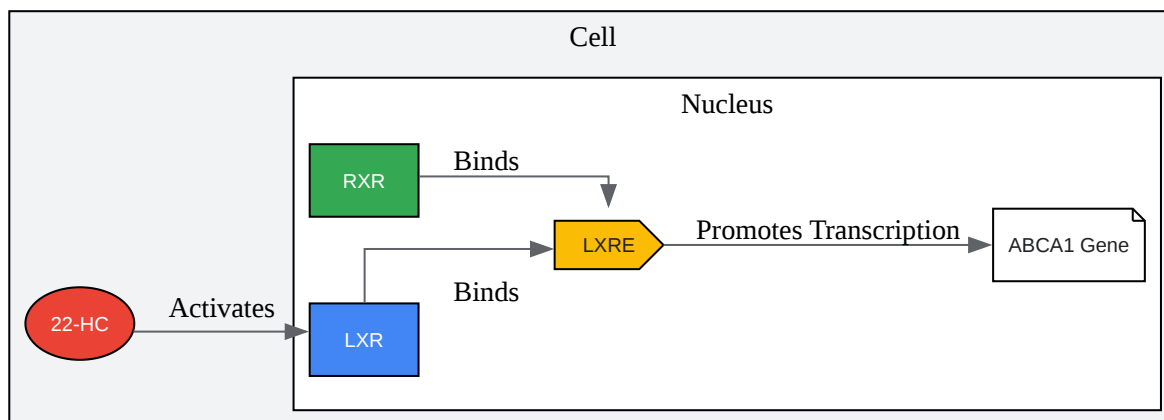 Cell
Nucleus
RXR
Binds
LXRE
Promotes Transcription
ABCA1 Gene
Binds
22-HC
Activates
LXR